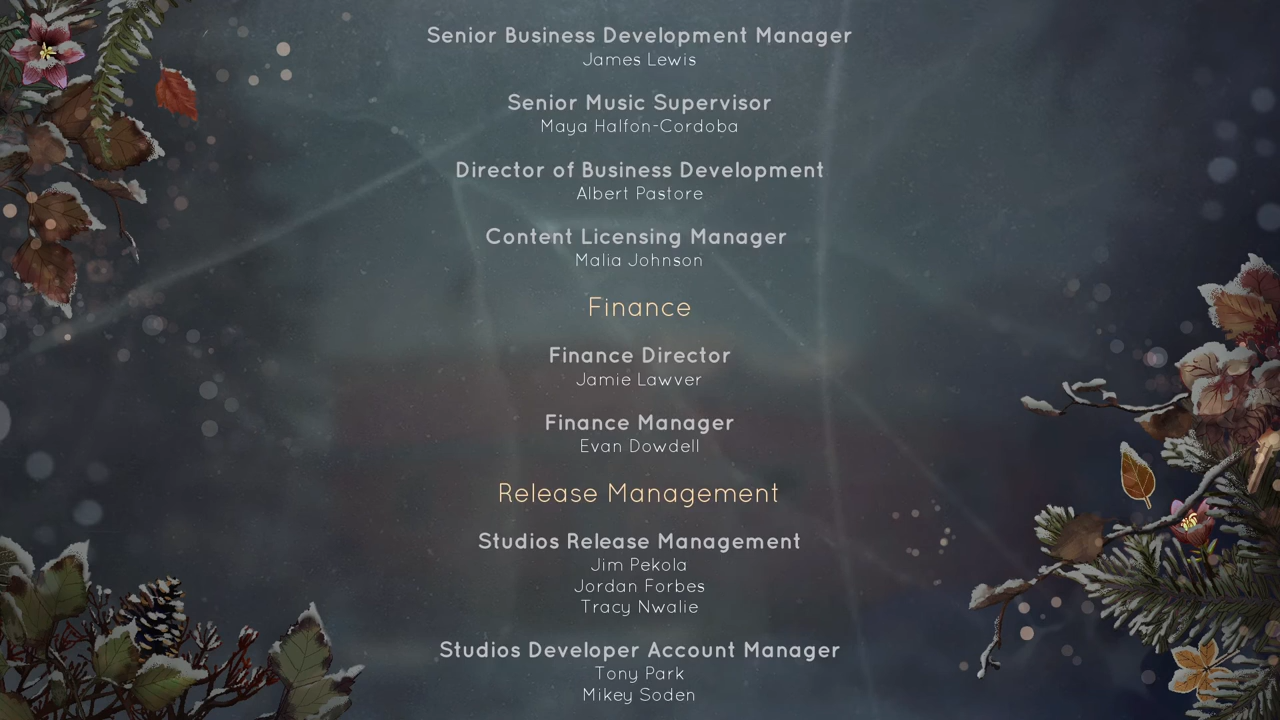 Senior Business Development Manager
James Lewis
Senior Music Supervisor
Maya Halfon-Cordoba
Director of Business Development
Albert Pastore
Content Licensing Manager
Malia Johnson
Finance
Finance Director
Jamie Lawver
Finance Manager
Evan Dowdell
Release Management
Studios Release Management
Jim Pekola
Jordan Forbes
Tracy Nwalie
Studios Developer Account Manager
Tony Park
Mikey Soden